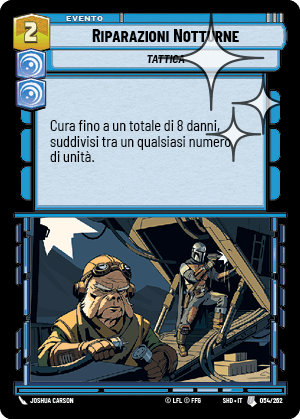 EVENTO
2
RIPARAZIONI NOTTURNE
TATTICA
Cura fino a un totale di 8 danni,
suddivisi tra un qualsiasi numero
di unità.
JOSHUA CARSON
© LFL © FFG
SHD • IT
054/262